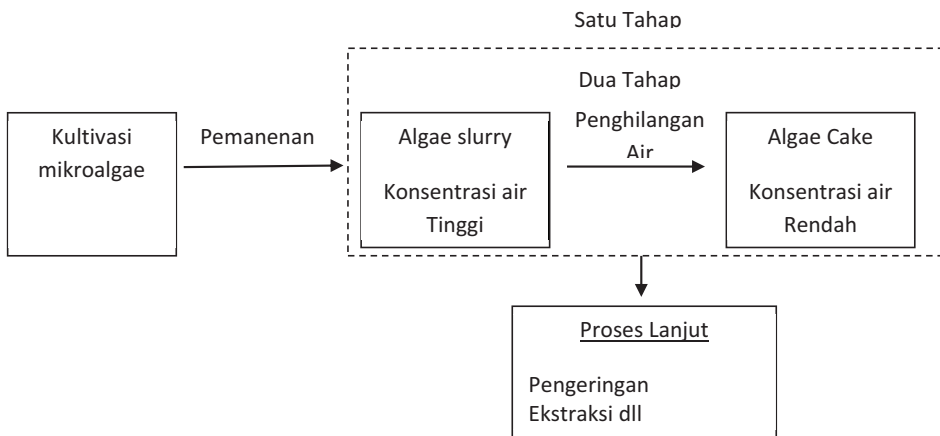 Satu Tahap
Dua Tahap
Kultivasi
mikroalgae
Pemanenan
Algae slurry
Konsentrasi air
Tinggi
Penghilangan
Air
Algae Cake
Konsentrasi air
Rendah
Proses Lanjut
Pengeringan
Ekstraksi dll